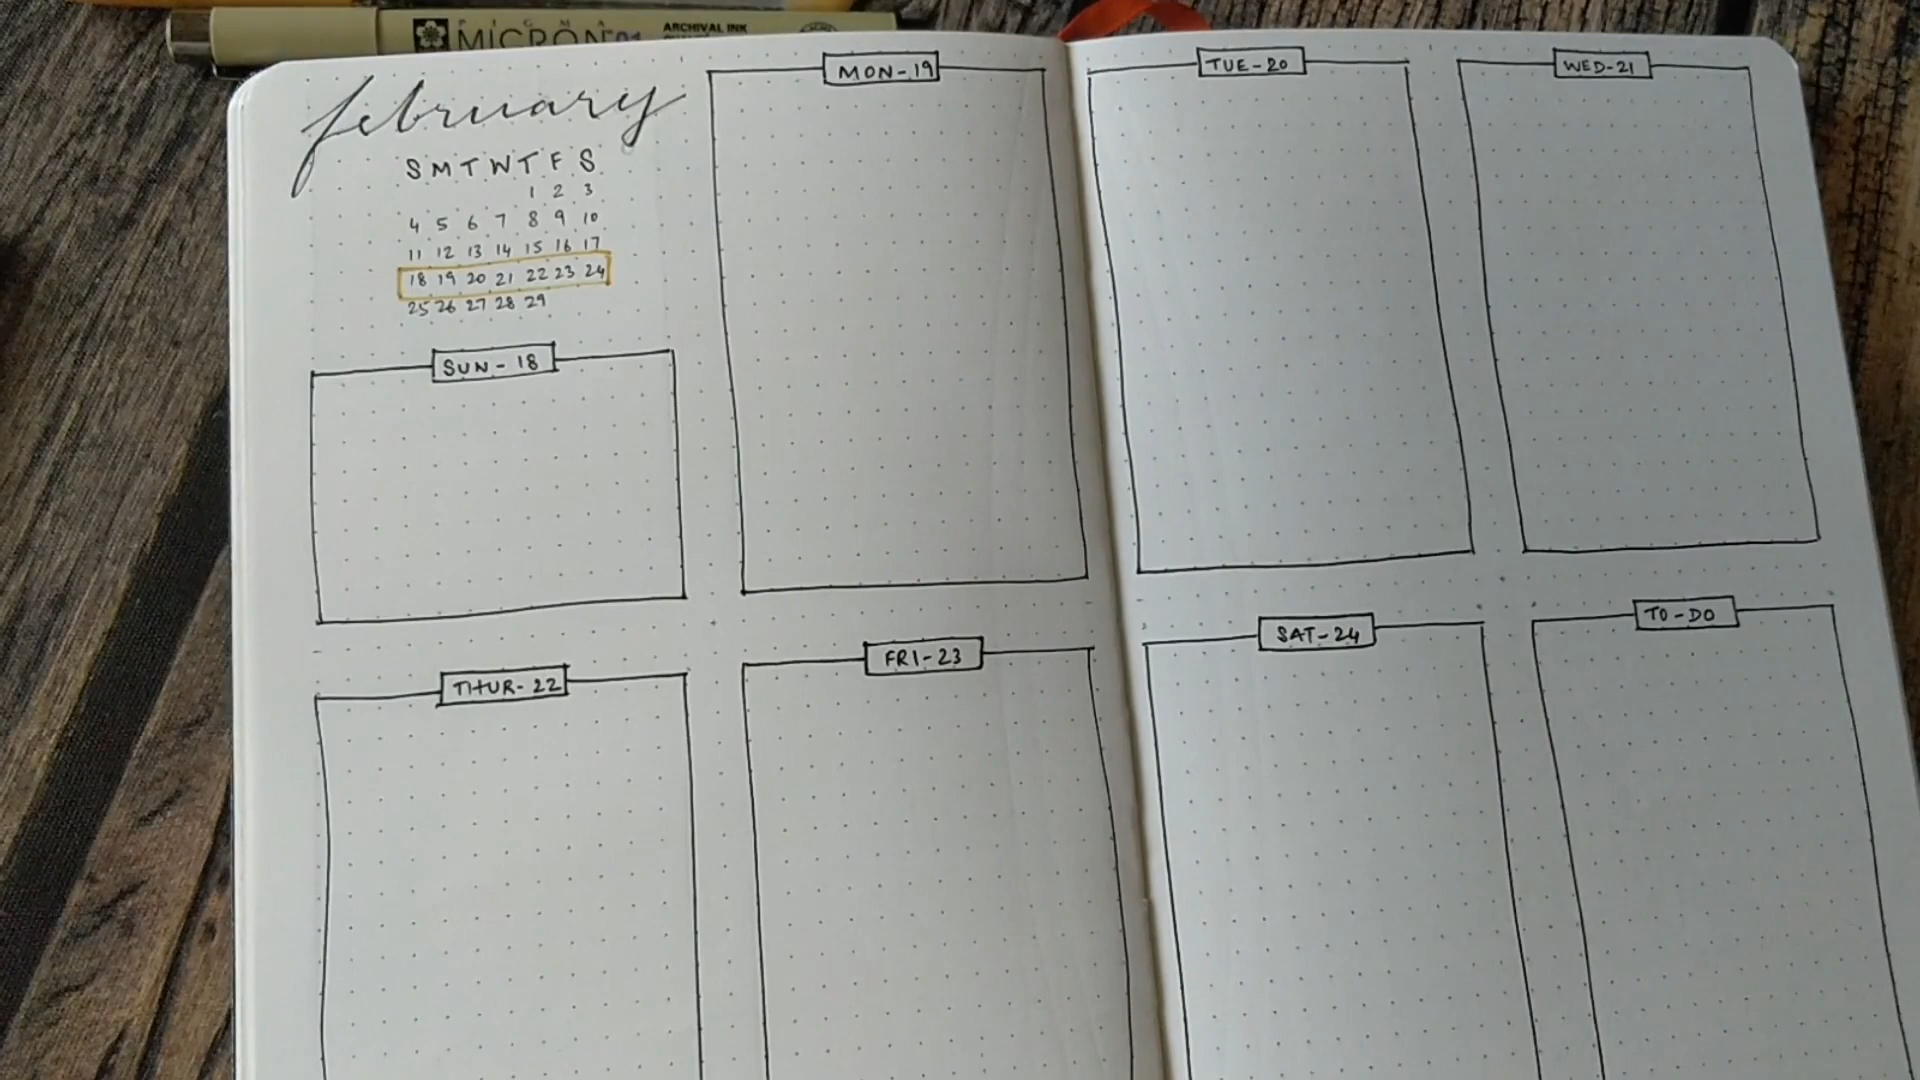 PIGMA
MICRON 01
ARCHIVAL INK
february
S M T W T F S
1 2 3
4 5 6 7 8 9 10
11 12 13 14 15 16 17
18 19 20 21 22 23 24
25 26 27 28 29
SUN - 18
MON - 19
TUE - 20
WED - 21
THUR - 22
FRI - 23
SAT - 24
TO - DO